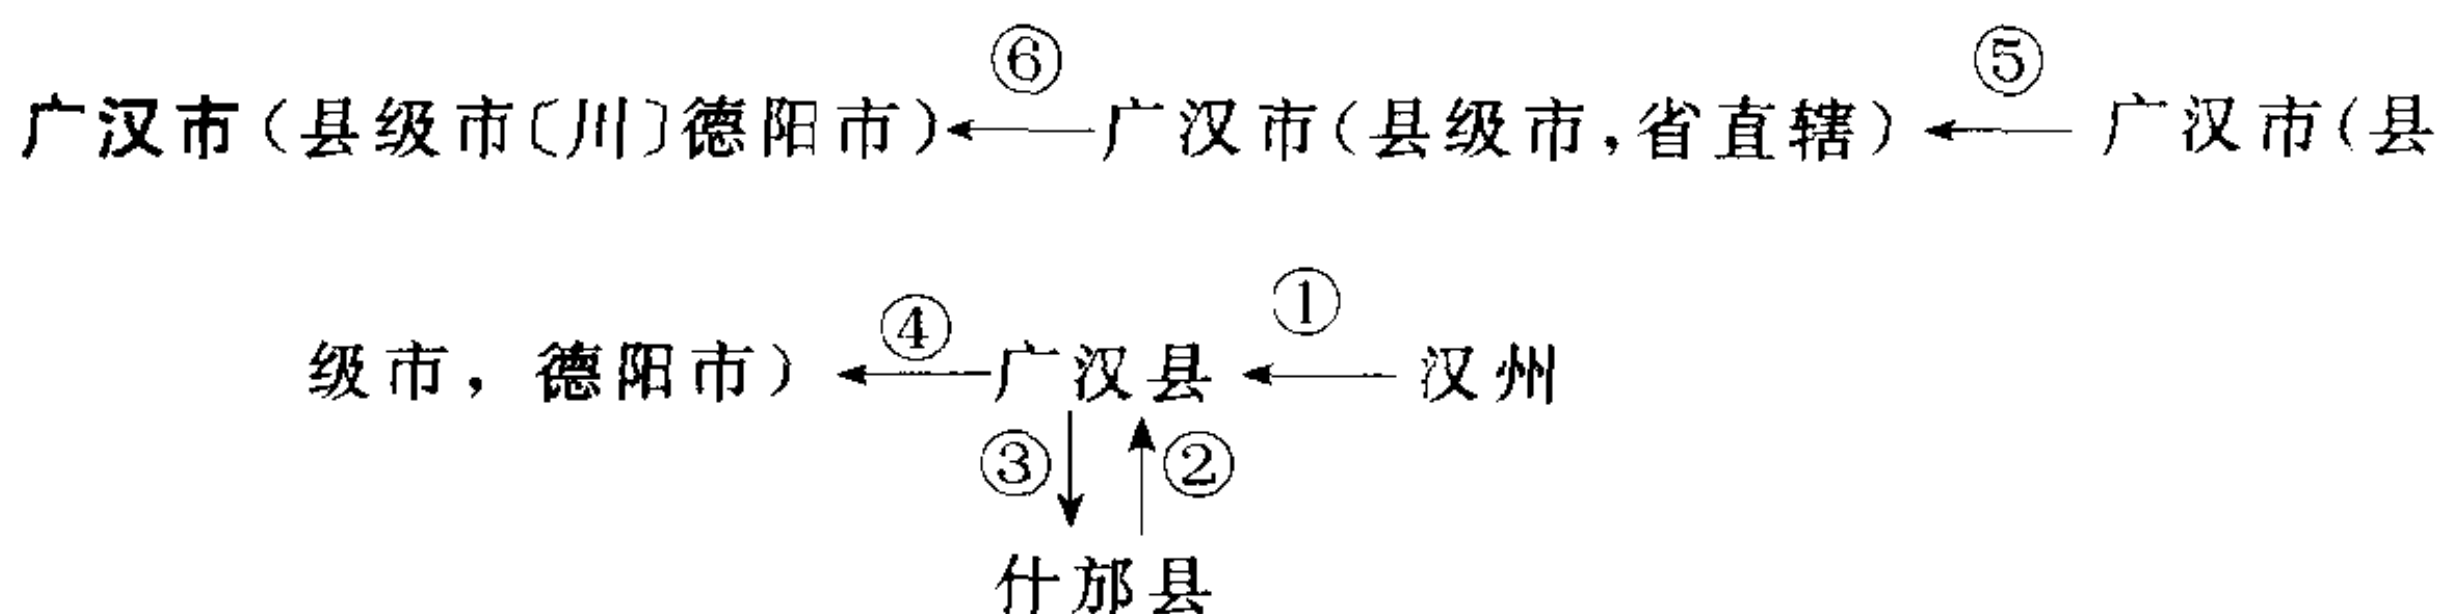 ⑥ ⑤
广汉市(县级市〔川〕德阳市)←广汉市(县级市,省直辖)←广汉市(县
④ ①
级市,德阳市)←广汉县←汉州
③ ②
什邡县